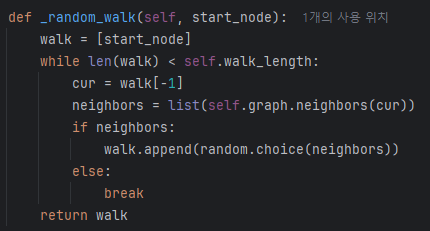 def _random_walk(self, start_node):  1개의 사용 위치
    walk = [start_node]
    while len(walk) < self.walk_length:
        cur = walk[-1]
        neighbors = list(self.graph.neighbors(cur))
        if neighbors:
            walk.append(random.choice(neighbors))
        else:
            break
    return walk